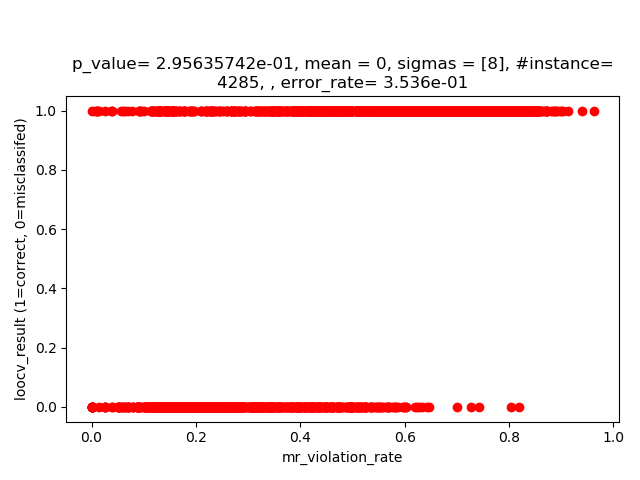 p_value= 2.95635742e-01, mean = 0, sigmas = [8], #instance=
4285, , error_rate= 3.536e-01
1.0
0.8
0.6
0.4
0.2
0.0
loocv_result (1=correct, 0=misclassifed)
0.0 0.2 0.4 0.6 0.8 1.0
mr_violation_rate